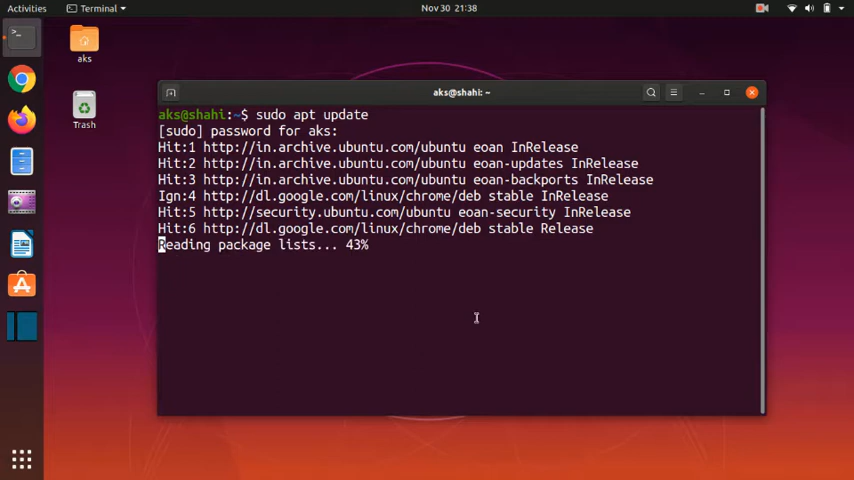 Activities
Terminal
Nov 30 21:38
aks
Trash
aks@shahi: ~
aks@shahi:~$ sudo apt update
[sudo] password for aks:
Hit:1 http://in.archive.ubuntu.com/ubuntu eoan InRelease
Hit:2 http://in.archive.ubuntu.com/ubuntu eoan-updates InRelease
Hit:3 http://in.archive.ubuntu.com/ubuntu eoan-backports InRelease
Ign:4 http://dl.google.com/linux/chrome/deb stable InRelease
Hit:5 http://security.ubuntu.com/ubuntu eoan-security InRelease
Hit:6 http://dl.google.com/linux/chrome/deb stable Release
Reading package lists... 43%